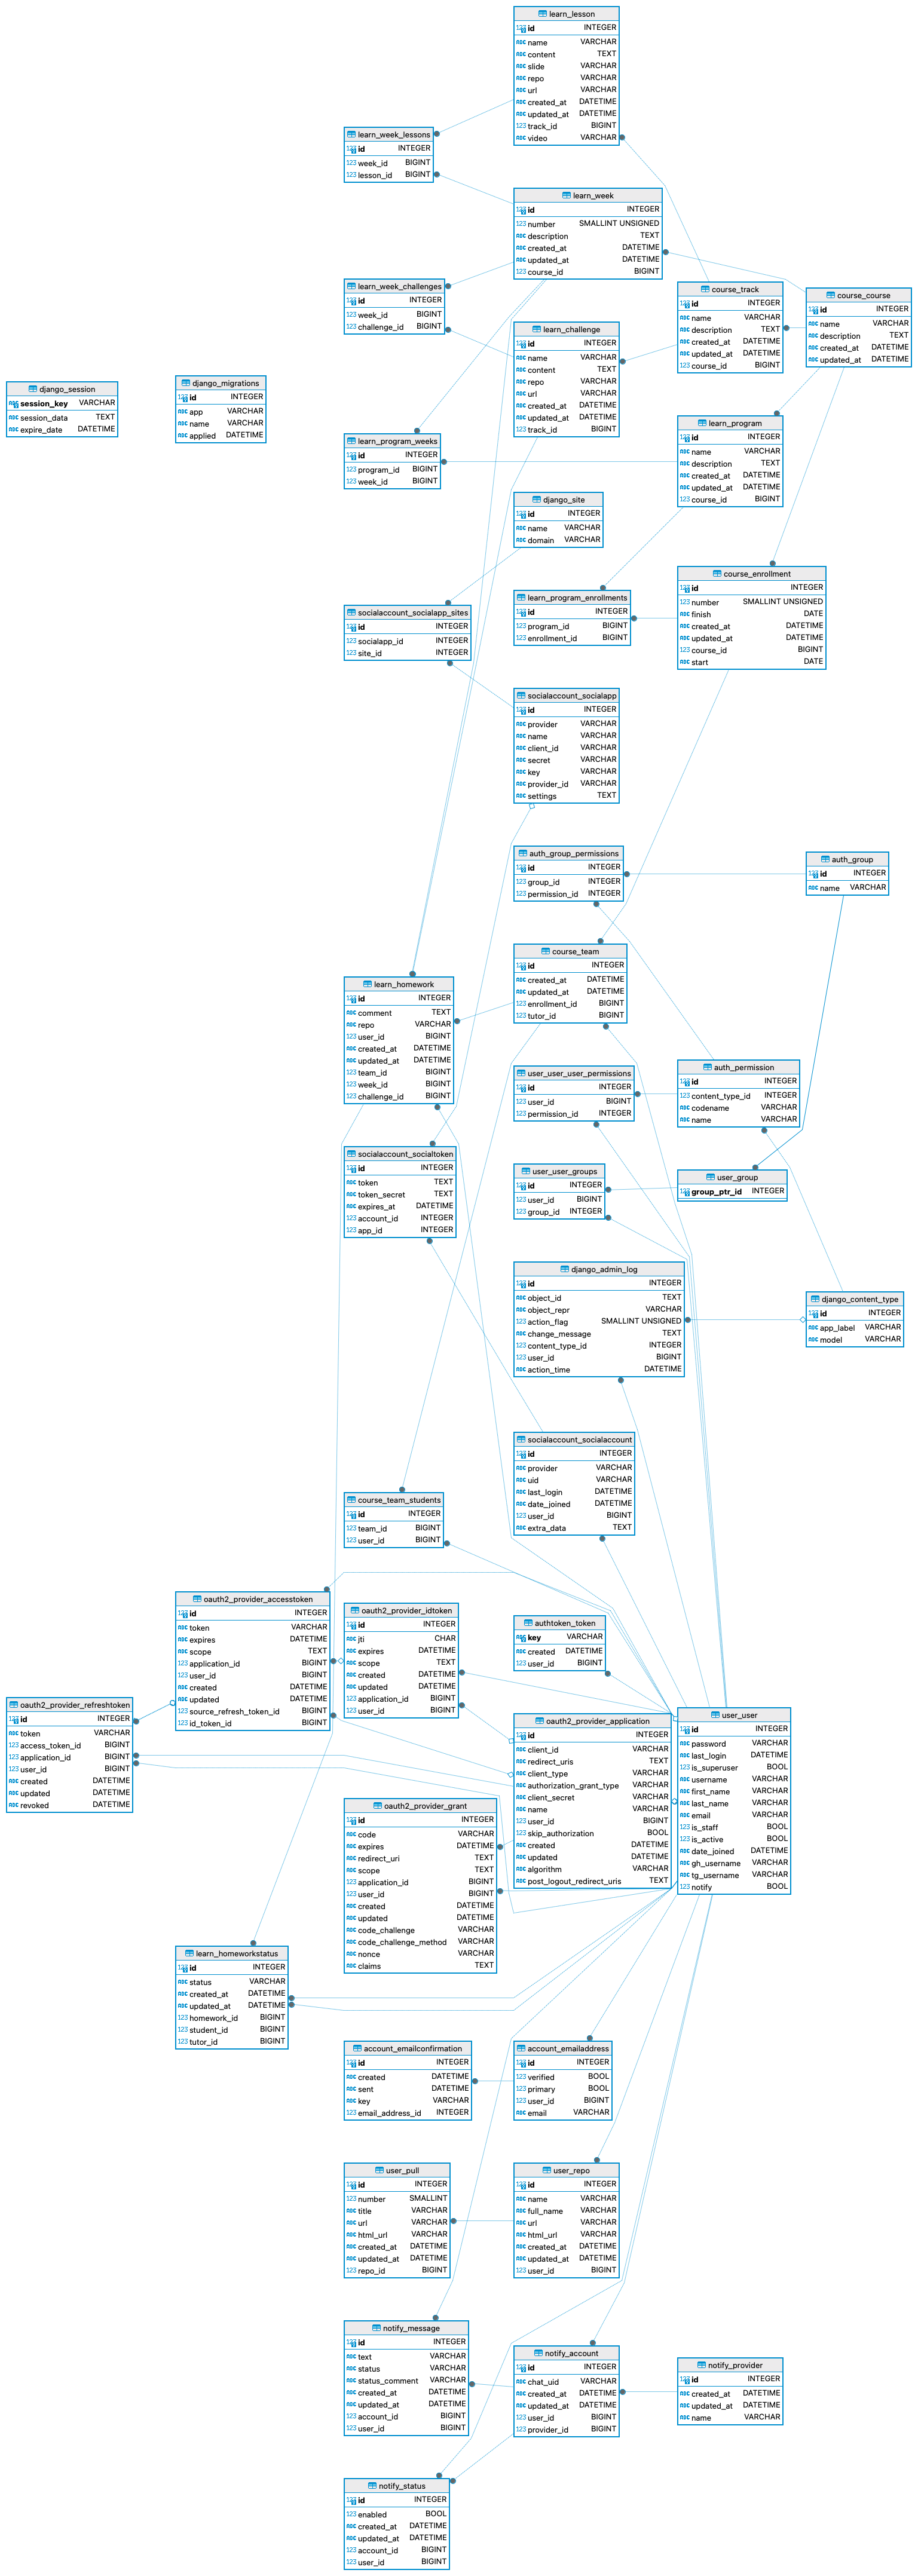 learn_lesson
id INTEGER
name VARCHAR
content TEXT
slide VARCHAR
repo VARCHAR
url VARCHAR
created_at DATETIME
updated_at DATETIME
track_id BIGINT
video VARCHAR
learn_week_lessons
id INTEGER
week_id BIGINT
lesson_id BIGINT
learn_week
id INTEGER
number SMALLINT UNSIGNED
description TEXT
created_at DATETIME
updated_at DATETIME
course_id BIGINT
learn_week_challenges
id INTEGER
week_id BIGINT
challenge_id BIGINT
course_track
id INTEGER
name VARCHAR
description TEXT
created_at DATETIME
updated_at DATETIME
course_id BIGINT
course_course
id INTEGER
name VARCHAR
description TEXT
created_at DATETIME
updated_at DATETIME
learn_challenge
id INTEGER
name VARCHAR
content TEXT
repo VARCHAR
url VARCHAR
created_at DATETIME
updated_at DATETIME
track_id BIGINT
django_session
session_key VARCHAR
session_data TEXT
expire_date DATETIME
django_migrations
id INTEGER
app VARCHAR
name VARCHAR
applied DATETIME
learn_program_weeks
id INTEGER
program_id BIGINT
week_id BIGINT
learn_program
id INTEGER
name VARCHAR
description TEXT
created_at DATETIME
updated_at DATETIME
course_id BIGINT
django_site
id INTEGER
name VARCHAR
domain VARCHAR
course_enrollment
id INTEGER
number SMALLINT UNSIGNED
finish DATE
created_at DATETIME
updated_at DATETIME
course_id BIGINT
start DATE
learn_program_enrollments
id INTEGER
program_id BIGINT
enrollment_id BIGINT
socialaccount_socialapp_sites
id INTEGER
socialapp_id INTEGER
site_id INTEGER
socialaccount_socialapp
id INTEGER
provider VARCHAR
name VARCHAR
client_id VARCHAR
secret VARCHAR
key VARCHAR
provider_id VARCHAR
settings TEXT
auth_group_permissions
id INTEGER
group_id INTEGER
permission_id INTEGER
auth_group
id INTEGER
name VARCHAR
course_team
id INTEGER
created_at DATETIME
updated_at DATETIME
enrollment_id BIGINT
tutor_id BIGINT
learn_homework
id INTEGER
comment TEXT
repo VARCHAR
user_id BIGINT
created_at DATETIME
updated_at DATETIME
team_id BIGINT
week_id BIGINT
challenge_id BIGINT
user_user_user_permissions
id INTEGER
user_id BIGINT
permission_id INTEGER
auth_permission
id INTEGER
content_type_id INTEGER
codename VARCHAR
name VARCHAR
socialaccount_socialtoken
id INTEGER
token TEXT
token_secret TEXT
expires_at DATETIME
account_id INTEGER
app_id INTEGER
user_user_groups
id INTEGER
user_id BIGINT
group_id INTEGER
user_group
group_ptr_id INTEGER
django_admin_log
id INTEGER
object_id TEXT
object_repr VARCHAR
action_flag SMALLINT UNSIGNED
change_message TEXT
content_type_id INTEGER
user_id BIGINT
action_time DATETIME
django_content_type
id INTEGER
app_label VARCHAR
model VARCHAR
socialaccount_socialaccount
id INTEGER
provider VARCHAR
uid VARCHAR
last_login DATETIME
date_joined DATETIME
user_id BIGINT
extra_data TEXT
course_team_students
id INTEGER
team_id BIGINT
user_id BIGINT
oauth2_provider_accesstoken
id INTEGER
token VARCHAR
expires DATETIME
scope TEXT
application_id BIGINT
user_id BIGINT
created DATETIME
updated DATETIME
source_refresh_token_id BIGINT
id_token_id BIGINT
oauth2_provider_idtoken
id INTEGER
jti CHAR
expires DATETIME
scope TEXT
created DATETIME
updated DATETIME
application_id BIGINT
user_id BIGINT
authtoken_token
key VARCHAR
created DATETIME
user_id BIGINT
oauth2_provider_refreshtoken
id INTEGER
token VARCHAR
access_token_id BIGINT
application_id BIGINT
user_id BIGINT
created DATETIME
updated DATETIME
revoked DATETIME
oauth2_provider_application
id INTEGER
client_id VARCHAR
redirect_uris TEXT
client_type VARCHAR
authorization_grant_type VARCHAR
client_secret VARCHAR
name VARCHAR
user_id BIGINT
skip_authorization BOOL
created DATETIME
updated DATETIME
algorithm VARCHAR
post_logout_redirect_uris TEXT
user_user
id INTEGER
password VARCHAR
last_login DATETIME
is_superuser BOOL
username VARCHAR
first_name VARCHAR
last_name VARCHAR
email VARCHAR
is_staff BOOL
is_active BOOL
date_joined DATETIME
gh_username VARCHAR
tg_username VARCHAR
notify BOOL
oauth2_provider_grant
id INTEGER
code VARCHAR
expires DATETIME
redirect_uri TEXT
scope TEXT
application_id BIGINT
user_id BIGINT
created DATETIME
updated DATETIME
code_challenge VARCHAR
code_challenge_method VARCHAR
nonce VARCHAR
claims TEXT
learn_homeworkstatus
id INTEGER
status VARCHAR
created_at DATETIME
updated_at DATETIME
homework_id BIGINT
student_id BIGINT
tutor_id BIGINT
account_emailconfirmation
id INTEGER
created DATETIME
sent DATETIME
key VARCHAR
email_address_id INTEGER
account_emailaddress
id INTEGER
verified BOOL
primary BOOL
user_id BIGINT
email VARCHAR
user_pull
id INTEGER
number SMALLINT
title VARCHAR
url VARCHAR
html_url VARCHAR
created_at DATETIME
updated_at DATETIME
repo_id BIGINT
user_repo
id INTEGER
name VARCHAR
full_name VARCHAR
url VARCHAR
html_url VARCHAR
created_at DATETIME
updated_at DATETIME
user_id BIGINT
notify_message
id INTEGER
text VARCHAR
status VARCHAR
status_comment VARCHAR
created_at DATETIME
updated_at DATETIME
account_id BIGINT
user_id BIGINT
notify_account
id INTEGER
chat_uid VARCHAR
created_at DATETIME
updated_at DATETIME
user_id BIGINT
provider_id BIGINT
notify_provider
id INTEGER
created_at DATETIME
updated_at DATETIME
name VARCHAR
notify_status
id INTEGER
enabled BOOL
created_at DATETIME
updated_at DATETIME
account_id BIGINT
user_id BIGINT